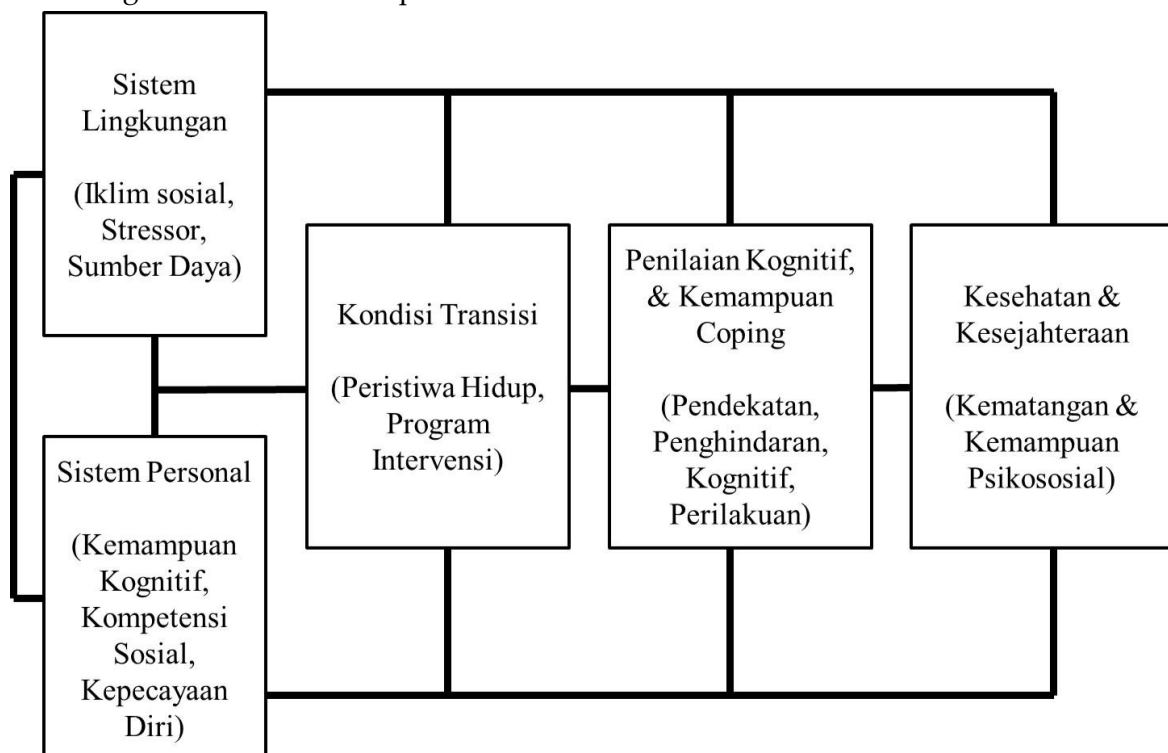 Sistem
Lingkungan
(Iklim sosial,
Stressor,
Sumber Daya)
Sistem Personal
(Kemampuan
Kognitif,
Kompetensi
Sosial,
Kepecayaan
Diri)
Kondisi Transisi
(Peristiwa Hidup,
Program
Intervensi)
Penilaian Kognitif,
& Kemampuan
Coping
(Pendekatan,
Penghindaran,
Kognitif,
Perilakuan)
Kesehatan &
Kesejahteraan
(Kematangan &
Kemampuan
Psikososial)